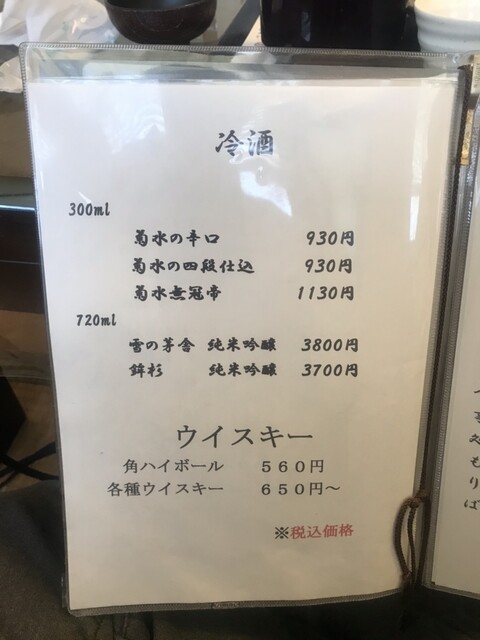 冷酒
300ml
菊水の辛口 930円
菊水の四段仕込 930円
菊水無冠帝 1130円
720ml
雪の茅舎 純米吟醸 3800円
鉾杉 純米吟醸 3700円
ウイスキー
角ハイボール 560円
各種ウイスキー 650円～
※税込価格